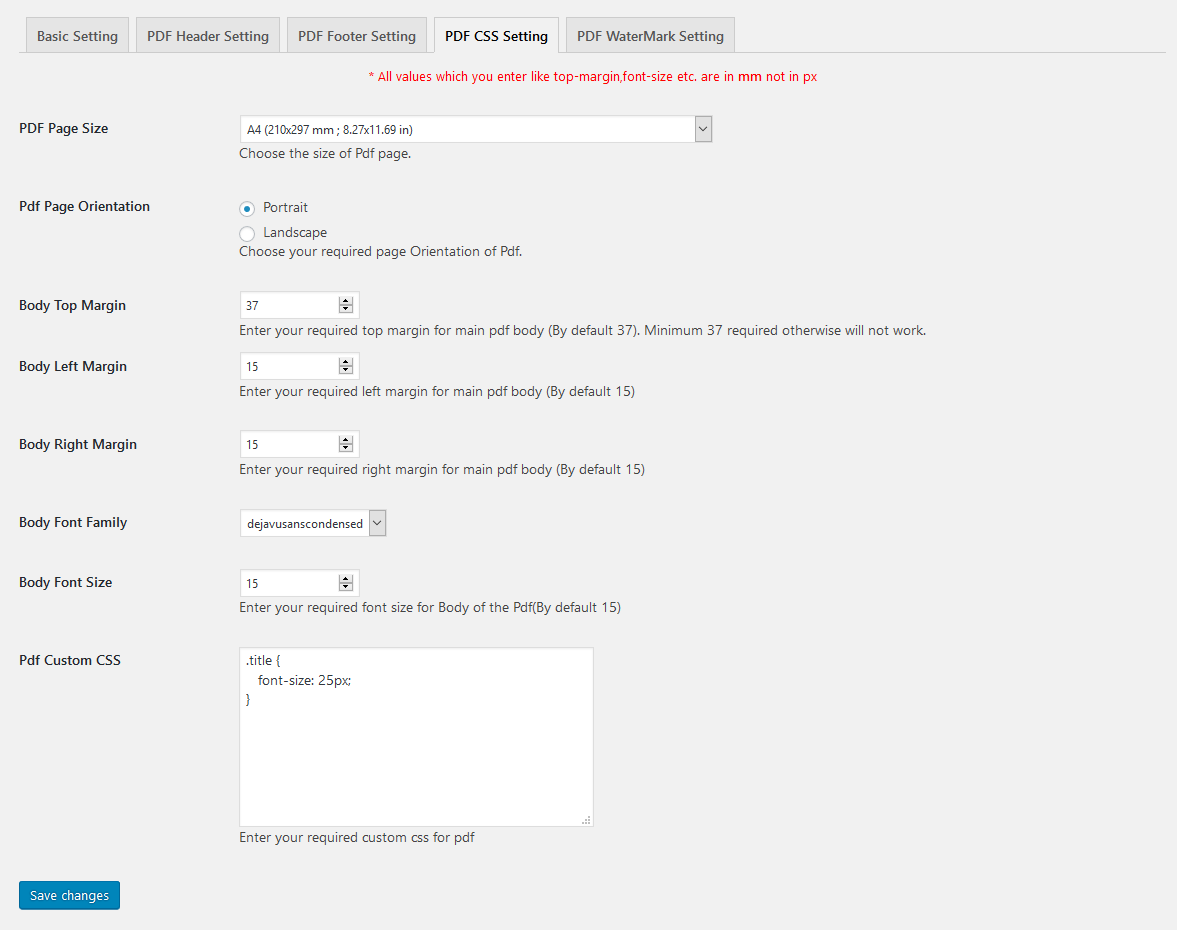 Basic Setting PDF Header Setting PDF Footer Setting PDF CSS Setting PDF WaterMark Setting
* All values which you enter like top-margin,font-size etc. are in mm not in px
PDF Page Size A4 (210x297 mm ; 8.27x11.69 in)
Choose the size of Pdf page.
Pdf Page Orientation Portrait
Landscape
Choose your required page Orientation of Pdf.
Body Top Margin 37
Enter your required top margin for main pdf body (By default 37). Minimum 37 required otherwise will not work.
Body Left Margin 15
Enter your required left margin for main pdf body (By default 15)
Body Right Margin 15
Enter your required right margin for main pdf body (By default 15)
Body Font Family dejavusanscondensed
Body Font Size 15
Enter your required font size for Body of the Pdf(By default 15)
Pdf Custom CSS .title {
font-size: 25px;
}
Enter your required custom css for pdf
Save changes